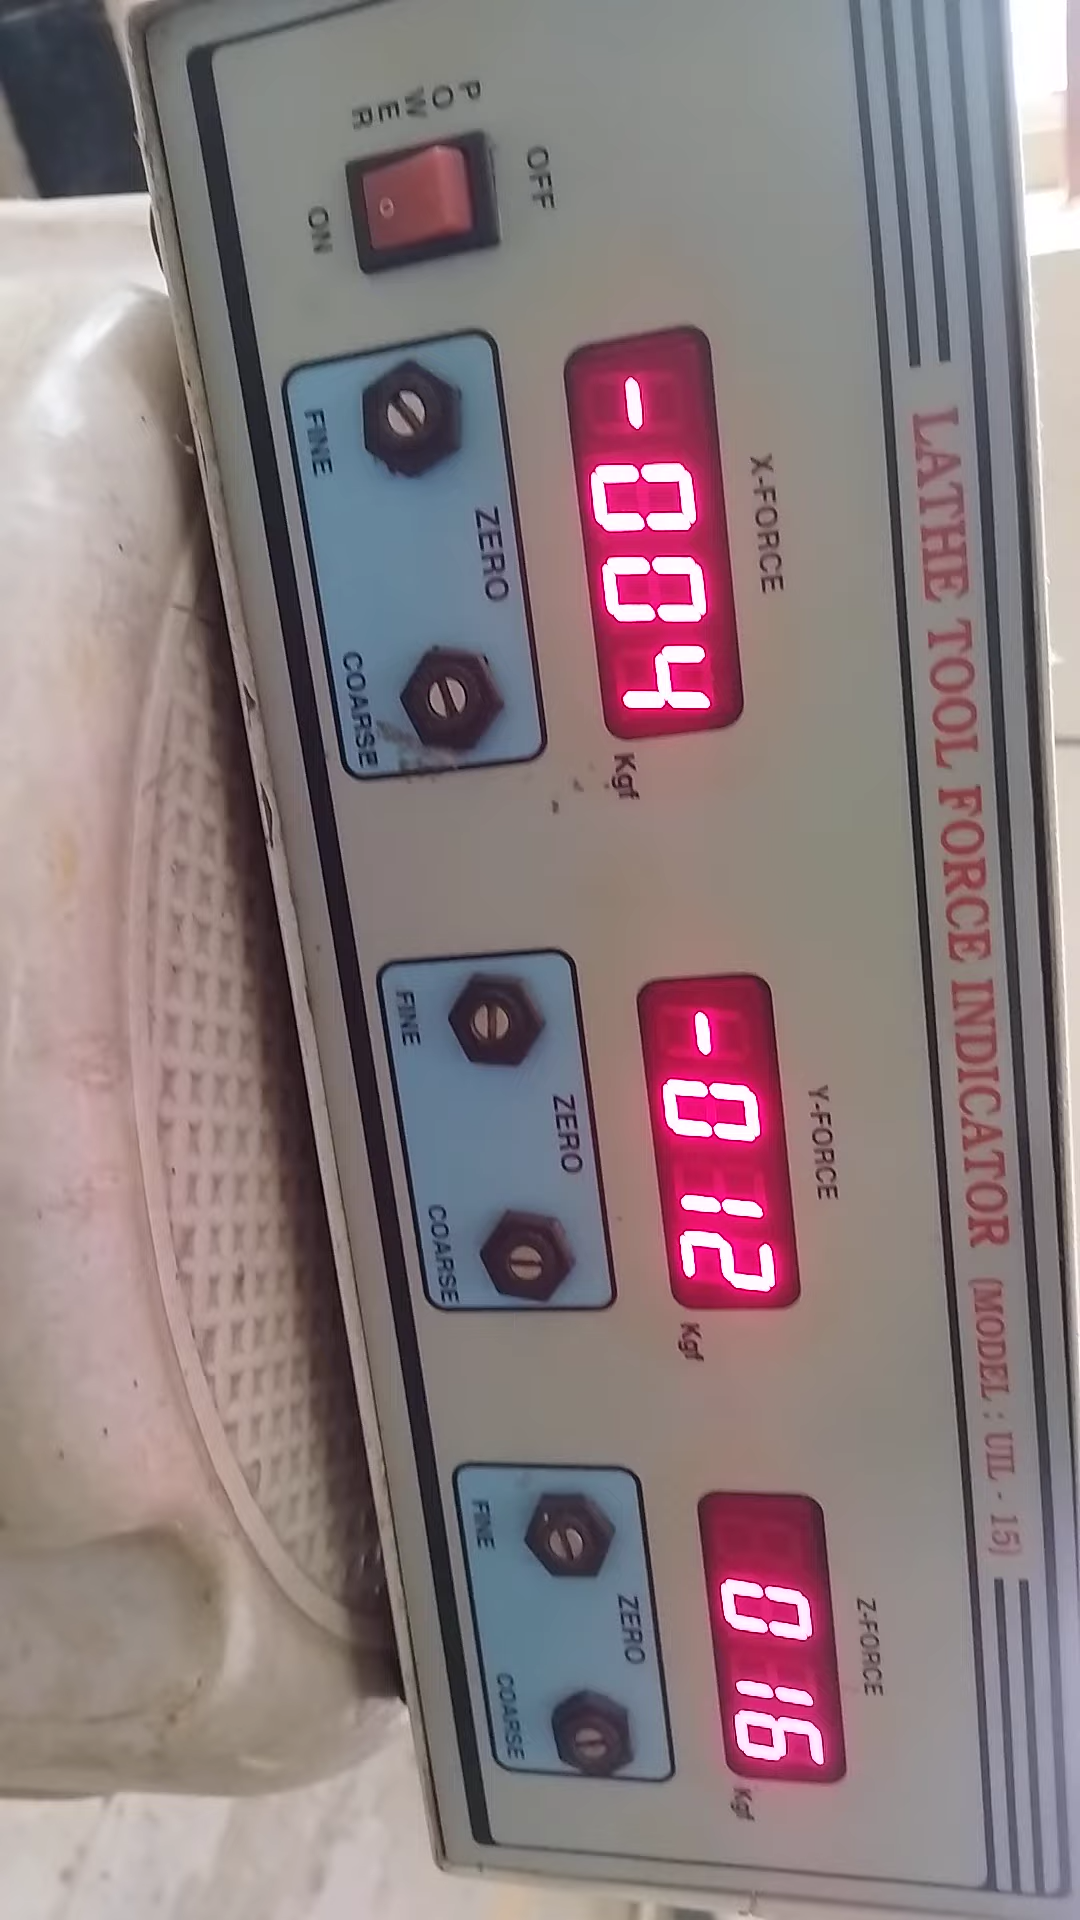 LATHE TOOL FORCE INDICATOR (MODEL : UIL - 15)
POWER
OFF
ON
X-FORCE
-004
Kgf
ZERO
FINE
COARSE
Y-FORCE
-012
Kgf
ZERO
FINE
COARSE
Z-FORCE
016
Kgf
ZERO
FINE
COARSE